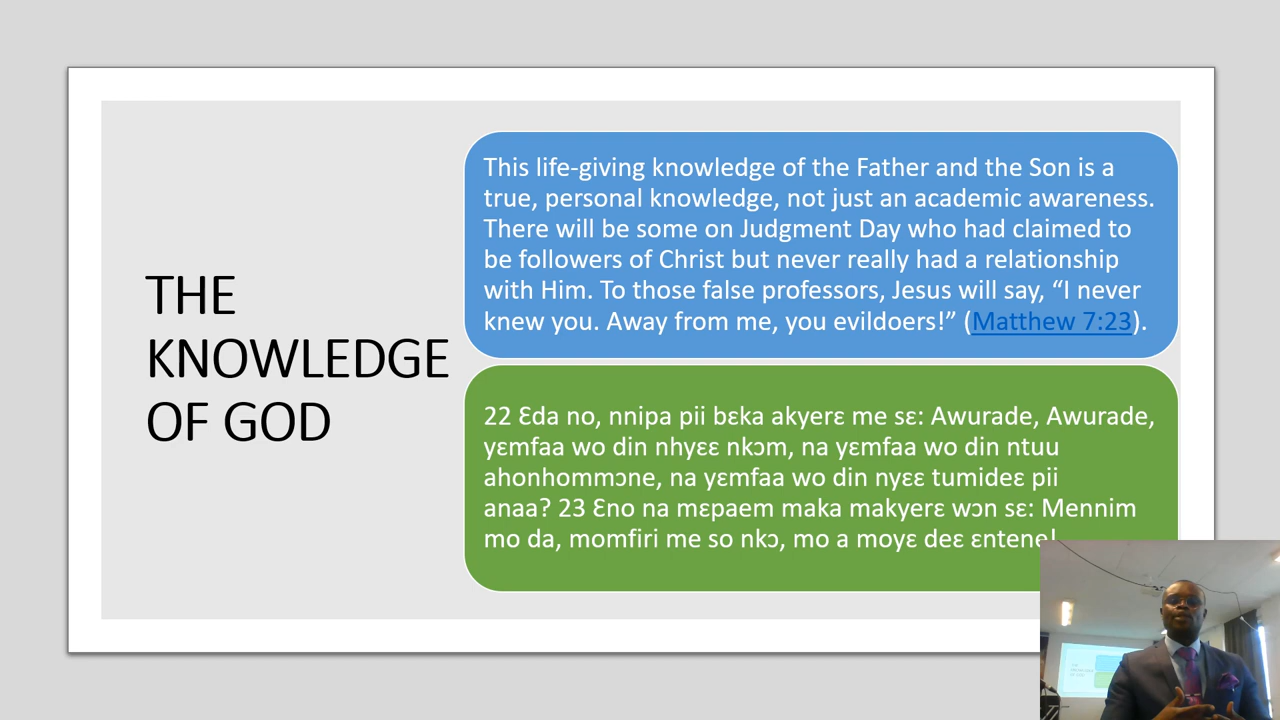 THE
KNOWLEDGE
OF GOD
This life-giving knowledge of the Father and the Son is a
true, personal knowledge, not just an academic awareness.
There will be some on Judgment Day who had claimed to
be followers of Christ but never really had a relationship
with Him. To those false professors, Jesus will say, “I never
knew you. Away from me, you evildoers!” (Matthew 7:23).
22 Ɛda no, nnipa pii bɛka akyerɛ me sɛ: Awurade, Awurade,
yɛmfaa wo din nhyɛɛ nkɔm, na yɛmfaa wo din ntuu
ahonhommɔne, na yɛmfaa wo din nyɛɛ tumideɛ pii
anaa? 23 Ɛno na mɛpaem maka makyerɛ wɔn sɛ: Mennim
mo da, momfiri me so nkɔ, mo a moyɛ deɛ ɛntene!